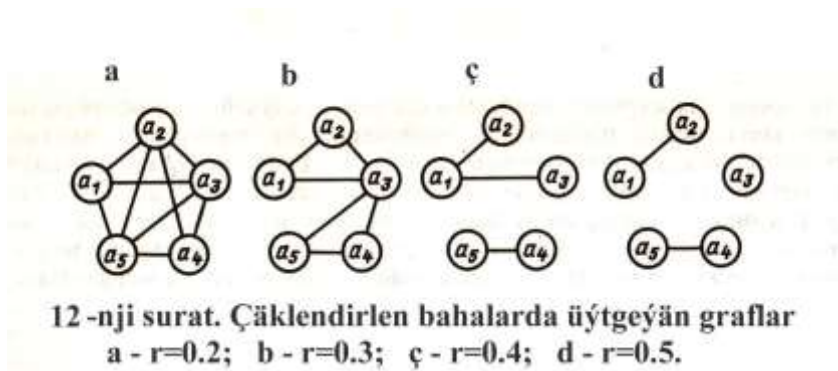 a b ç d
a₂ a₂ a₂ a₂
a₁ a₃ a₁ a₃ a₁ a₃ a₁ a₃
a₅ a₄ a₅ a₄ a₅ a₄ a₅ a₄
12 -nji surat. Çäklendirlen bahalarda üýtgeýän graflar
a - r=0.2; b - r=0.3; ç - r=0.4; d - r=0.5.